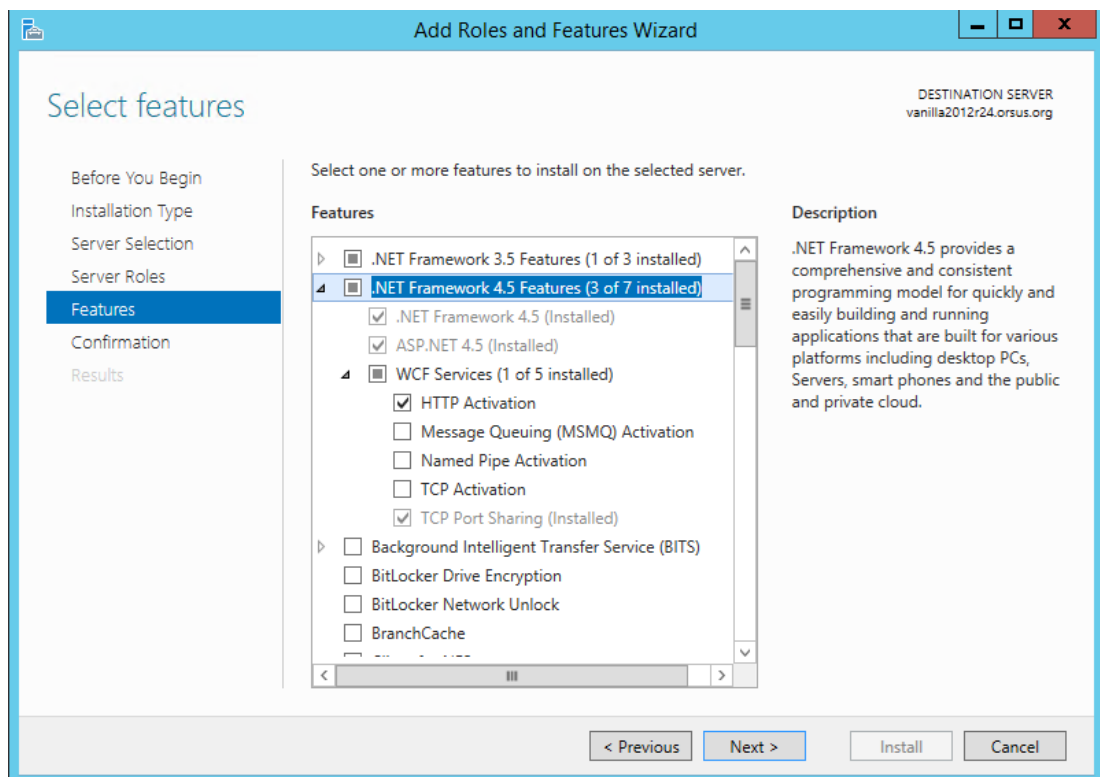 Add Roles and Features Wizard
Select features
DESTINATION SERVER
vanilla2012r24.orsus.org
Before You Begin
Installation Type
Server Selection
Server Roles
Features
Confirmation
Results
Select one or more features to install on the selected server.
Features
.NET Framework 3.5 Features (1 of 3 installed)
.NET Framework 4.5 Features (3 of 7 installed)
.NET Framework 4.5 (Installed)
ASP.NET 4.5 (Installed)
WCF Services (1 of 5 installed)
HTTP Activation
Message Queuing (MSMQ) Activation
Named Pipe Activation
TCP Activation
TCP Port Sharing (Installed)
Background Intelligent Transfer Service (BITS)
BitLocker Drive Encryption
BitLocker Network Unlock
BranchCache
Description
.NET Framework 4.5 provides a
comprehensive and consistent
programming model for quickly and
easily building and running
applications that are built for various
platforms including desktop PCs,
Servers, smart phones and the public
and private cloud.
< Previous
Next >
Install
Cancel